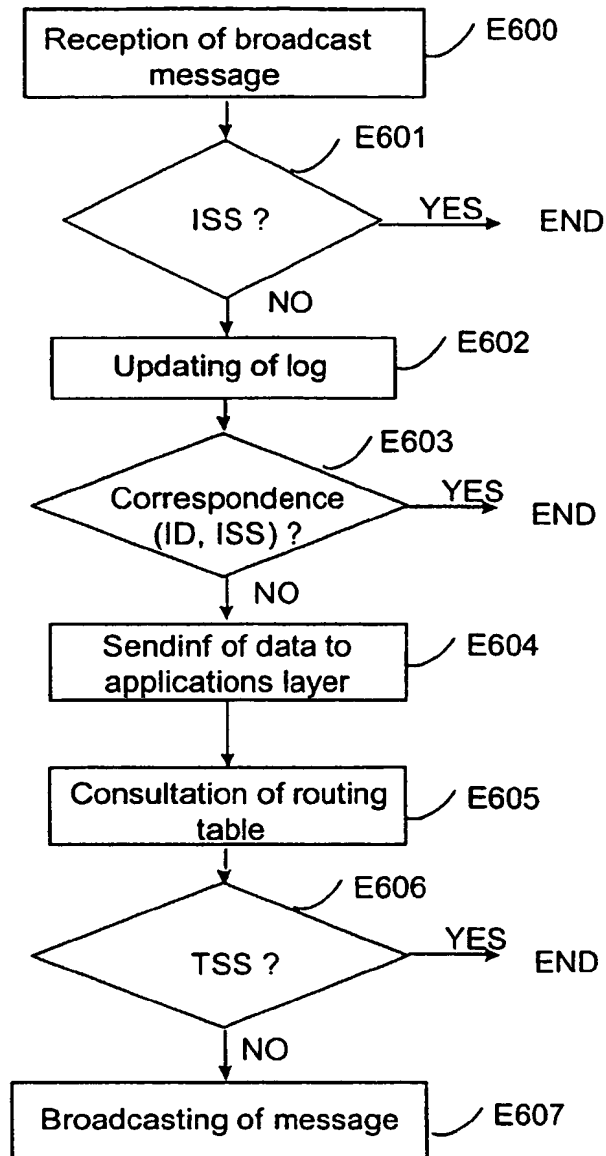 Reception of broadcast
message
E600
E601
ISS ?
YES
END
NO
Updating of log
E602
E603
Correspondence
(ID, ISS) ?
YES
END
NO
Sendinf of data to
applications layer
E604
Consultation of routing
table
E605
E606
TSS ?
YES
END
NO
Broadcasting of message
E607